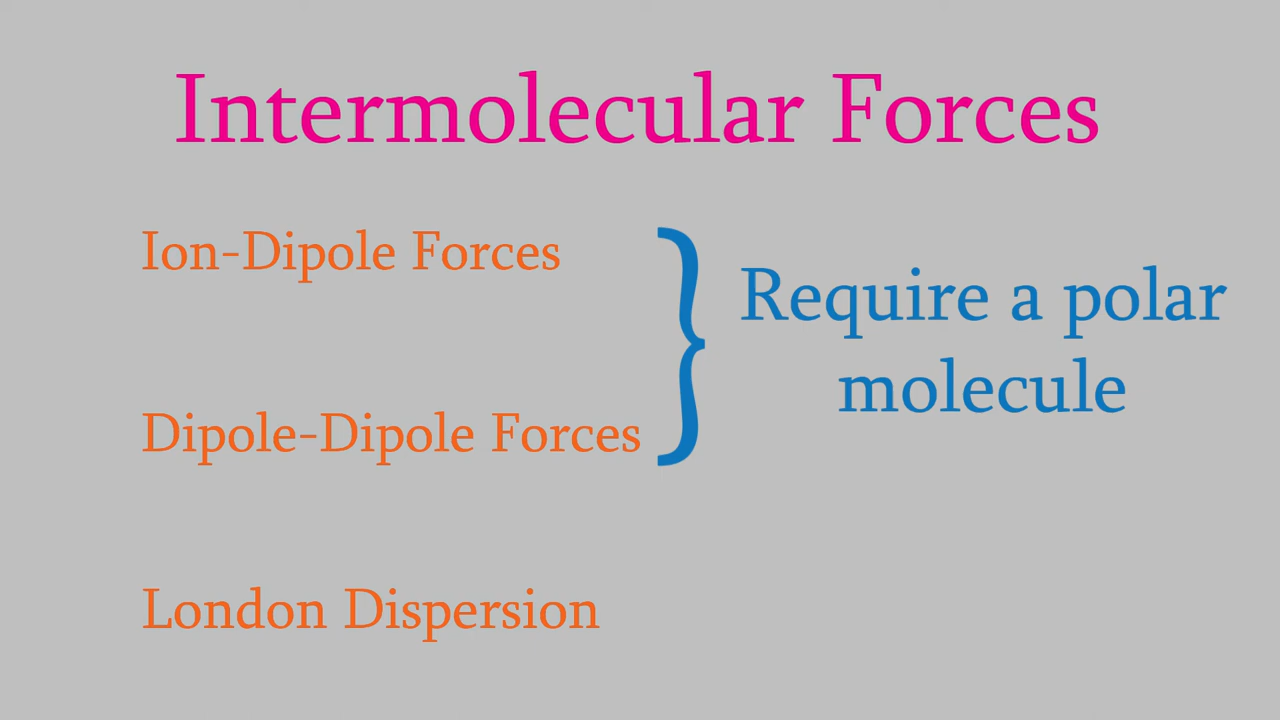 Intermolecular Forces
Ion-Dipole Forces
Dipole-Dipole Forces
Require a polar
molecule
London Dispersion